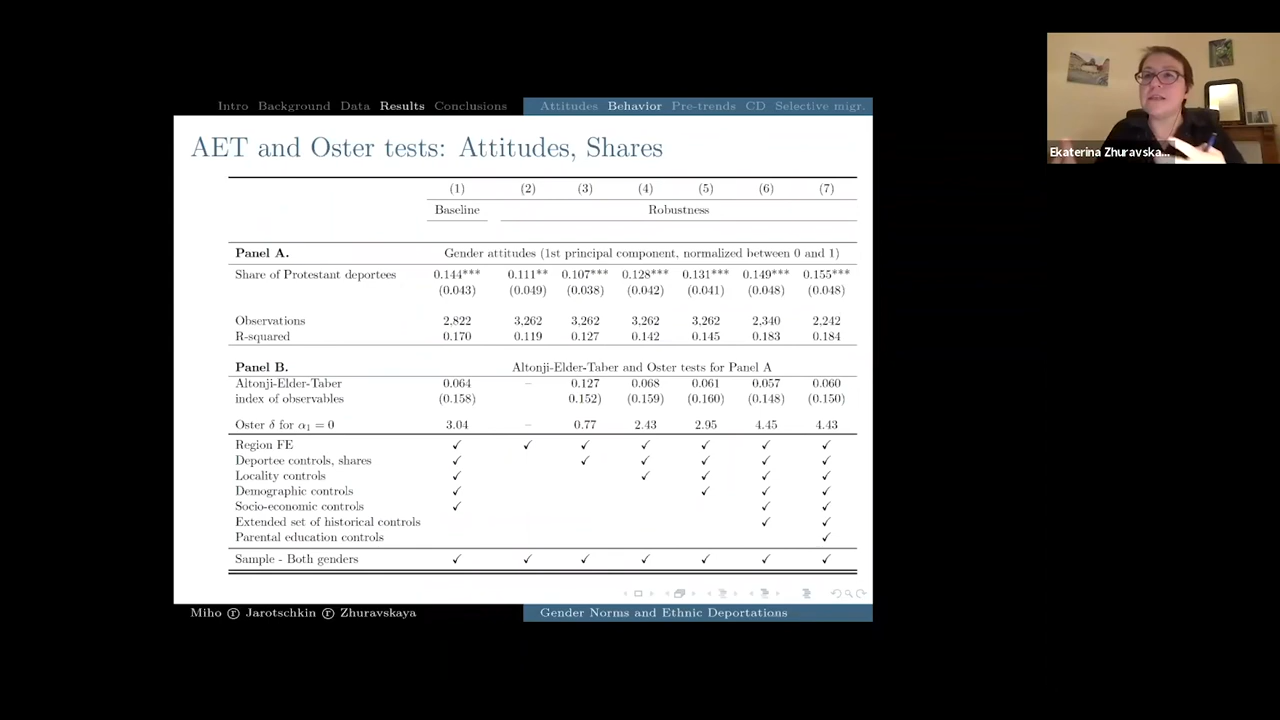 Intro Background Data Results Conclusions
Attitudes Behavior Pre-trends CD Selective migr.
Ekaterina Zhuravska...
AET and Oster tests: Attitudes, Shares
(1) (2) (3) (4) (5) (6) (7)
Baseline Robustness
Panel A. Gender attitudes (1st principal component, normalized between 0 and 1)
Share of Protestant deportees 0.144*** 0.111** 0.107*** 0.128*** 0.131*** 0.149*** 0.155***
(0.043) (0.049) (0.038) (0.042) (0.041) (0.048) (0.048)
Observations 2,822 3,262 3,262 3,262 3,262 2,340 2,242
R-squared 0.170 0.119 0.127 0.142 0.145 0.183 0.184
Panel B. Altonji-Elder-Taber and Oster tests for Panel A
Altonji-Elder-Taber 0.064 – 0.127 0.068 0.061 0.057 0.060
index of observables (0.158) 0.152) (0.159) (0.160) (0.148) (0.150)
Oster δ for α₁ = 0 3.04 – 0.77 2.43 2.95 4.45 4.43
Region FE ✓ ✓ ✓ ✓ ✓ ✓ ✓
Deportee controls, shares ✓ ✓ ✓ ✓ ✓ ✓
Locality controls ✓ ✓ ✓ ✓ ✓
Demographic controls ✓ ✓ ✓ ✓
Socio-economic controls ✓ ✓ ✓
Extended set of historical controls ✓ ✓
Parental education controls ✓
Sample - Both genders ✓ ✓ ✓ ✓ ✓ ✓ ✓
Miho ⓡ Jarotschkin ⓡ Zhuravskaya
Gender Norms and Ethnic Deportations